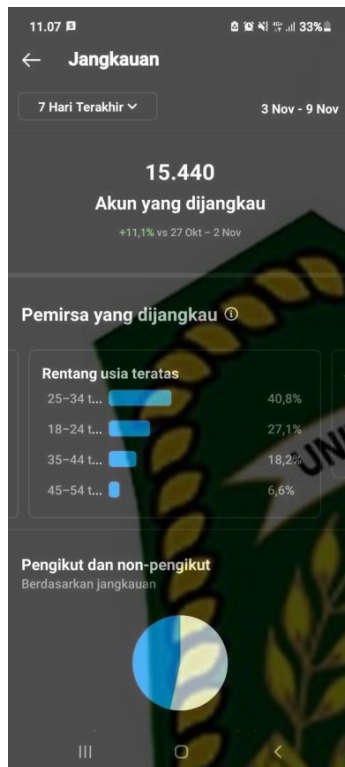 11.07
33%
Jangkauan
7 Hari Terakhir
3 Nov - 9 Nov
15.440
Akun yang dijangkau
+11,1% vs 27 Okt – 2 Nov
Pemirsa yang dijangkau
Rentang usia teratas
25–34 t... 40,8%
18–24 t... 27,1%
35–44 t... 18,2%
45–54 t... 6,6%
UNI
Pengikut dan non-pengikut
Berdasarkan jangkauan